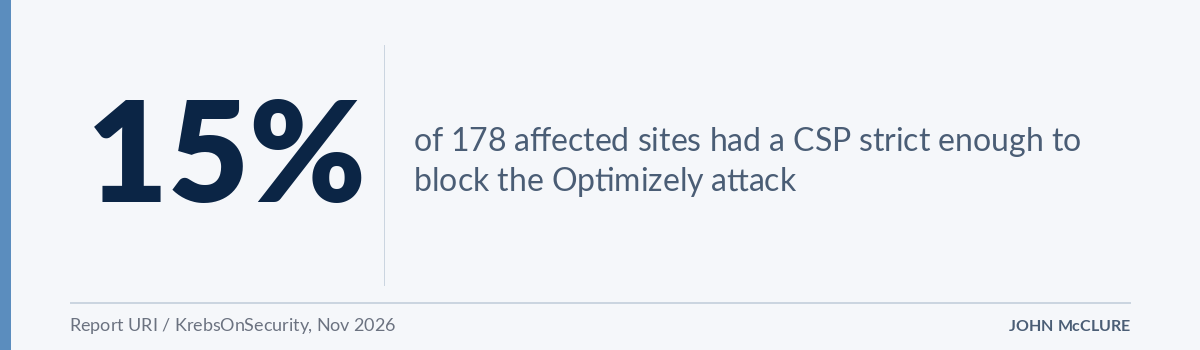 15%
of 178 affected sites had a CSP strict enough to
block the Optimizely attack
Report URI / KrebsOnSecurity, Nov 2026
JOHN McCLURE